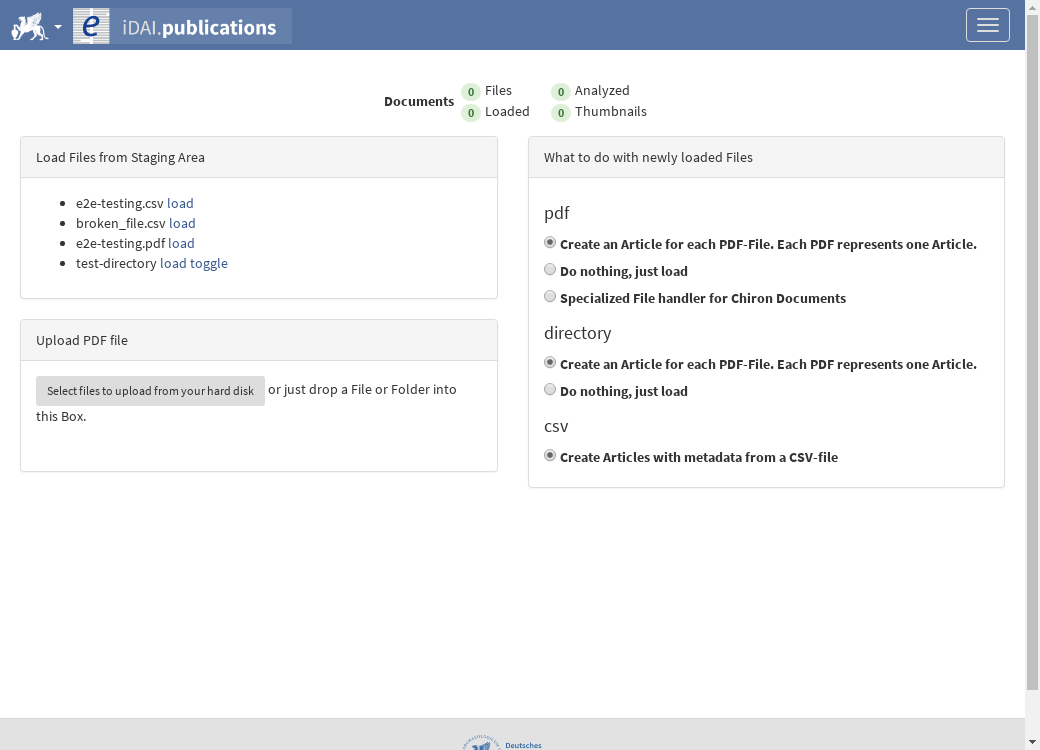 e iDAI.publications
Documents
0 Files 0 Analyzed
0 Loaded 0 Thumbnails
Load Files from Staging Area
e2e-testing.csv load
broken_file.csv load
e2e-testing.pdf load
test-directory load toggle
Upload PDF file
Select files to upload from your hard disk or just drop a File or Folder into
this Box.
What to do with newly loaded Files
pdf
Create an Article for each PDF-File. Each PDF represents one Article.
Do nothing, just load
Specialized File handler for Chiron Documents
directory
Create an Article for each PDF-File. Each PDF represents one Article.
Do nothing, just load
csv
Create Articles with metadata from a CSV-file
Deutsches